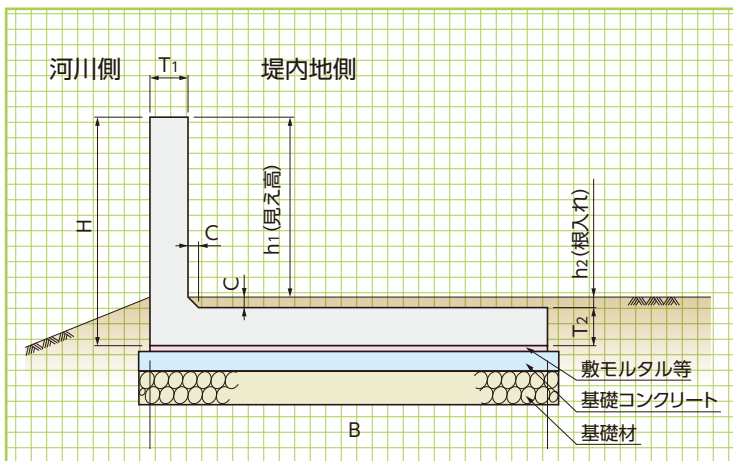 河川側
T1
堤内地側
H
h1(見え高)
C
C
h2(根入れ)
T2
敷モルタル等
基礎コンクリート
B
基礎材